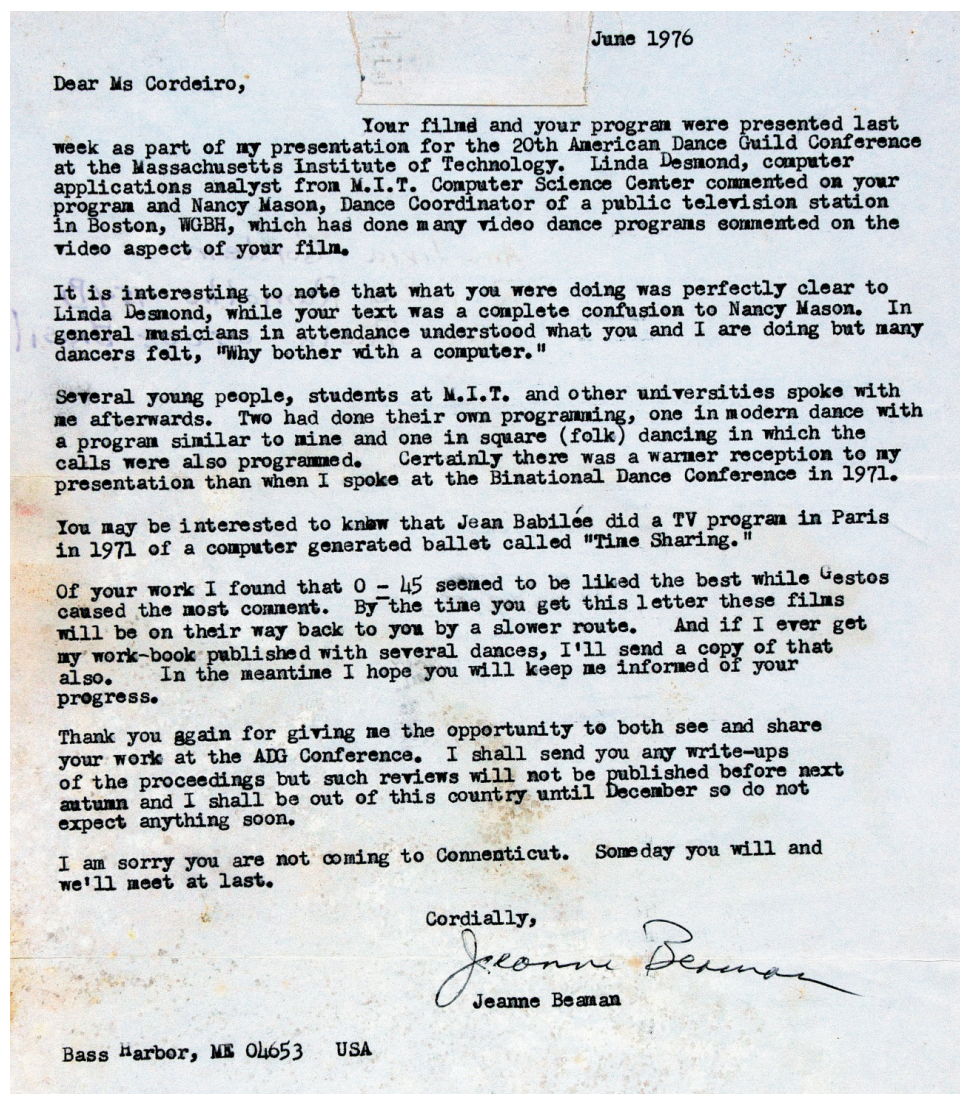 June 1976
Dear Ms Cordeiro,
Your films and your program were presented last
week as part of my presentation for the 20th American Dance Guild Conference
at the Massachusetts Institute of Technology. Linda Desmond, computer
applications analyst from M.I.T. Computer Science Center commented on your
program and Nancy Mason, Dance Coordinator of a public television station
in Boston, WGBH, which has done many video dance programs commented on the
video aspect of your film.
It is interesting to note that what you were doing was perfectly clear to
Linda Desmond, while your text was a complete confusion to Nancy Mason. In
general musicians in attendance understood what you and I are doing but many
dancers felt, "Why bother with a computer."
Several young people, students at M.I.T. and other universities spoke with
me afterwards. Two had done their own programming, one in modern dance with
a program similar to mine and one in square (folk) dancing in which the
calls were also programmed. Certainly there was a warmer reception to my
presentation than when I spoke at the Binational Dance Conference in 1971.
You may be interested to know that Jean Babilée did a TV program in Paris
in 1971 of a computer generated ballet called "Time Sharing."
Of your work I found that 0 - 45 seemed to be liked the best while Gestos
caused the most comment. By the time you get this letter these films
will be on their way back to you by a slower route. And if I ever get
my work-book published with several dances, I'll send a copy of that
also. In the meantime I hope you will keep me informed of your
progress.
Thank you again for giving me the opportunity to both see and share
your work at the ADG Conference. I shall send you any write-ups
of the proceedings but such reviews will not be published before next
autumn and I shall be out of this country until December so do not
expect anything soon.
I am sorry you are not coming to Connenticut. Someday you will and
we'll meet at last.
Cordially,
Jeanne Beaman
Jeanne Beaman
Bass Harbor, ME 04653 USA